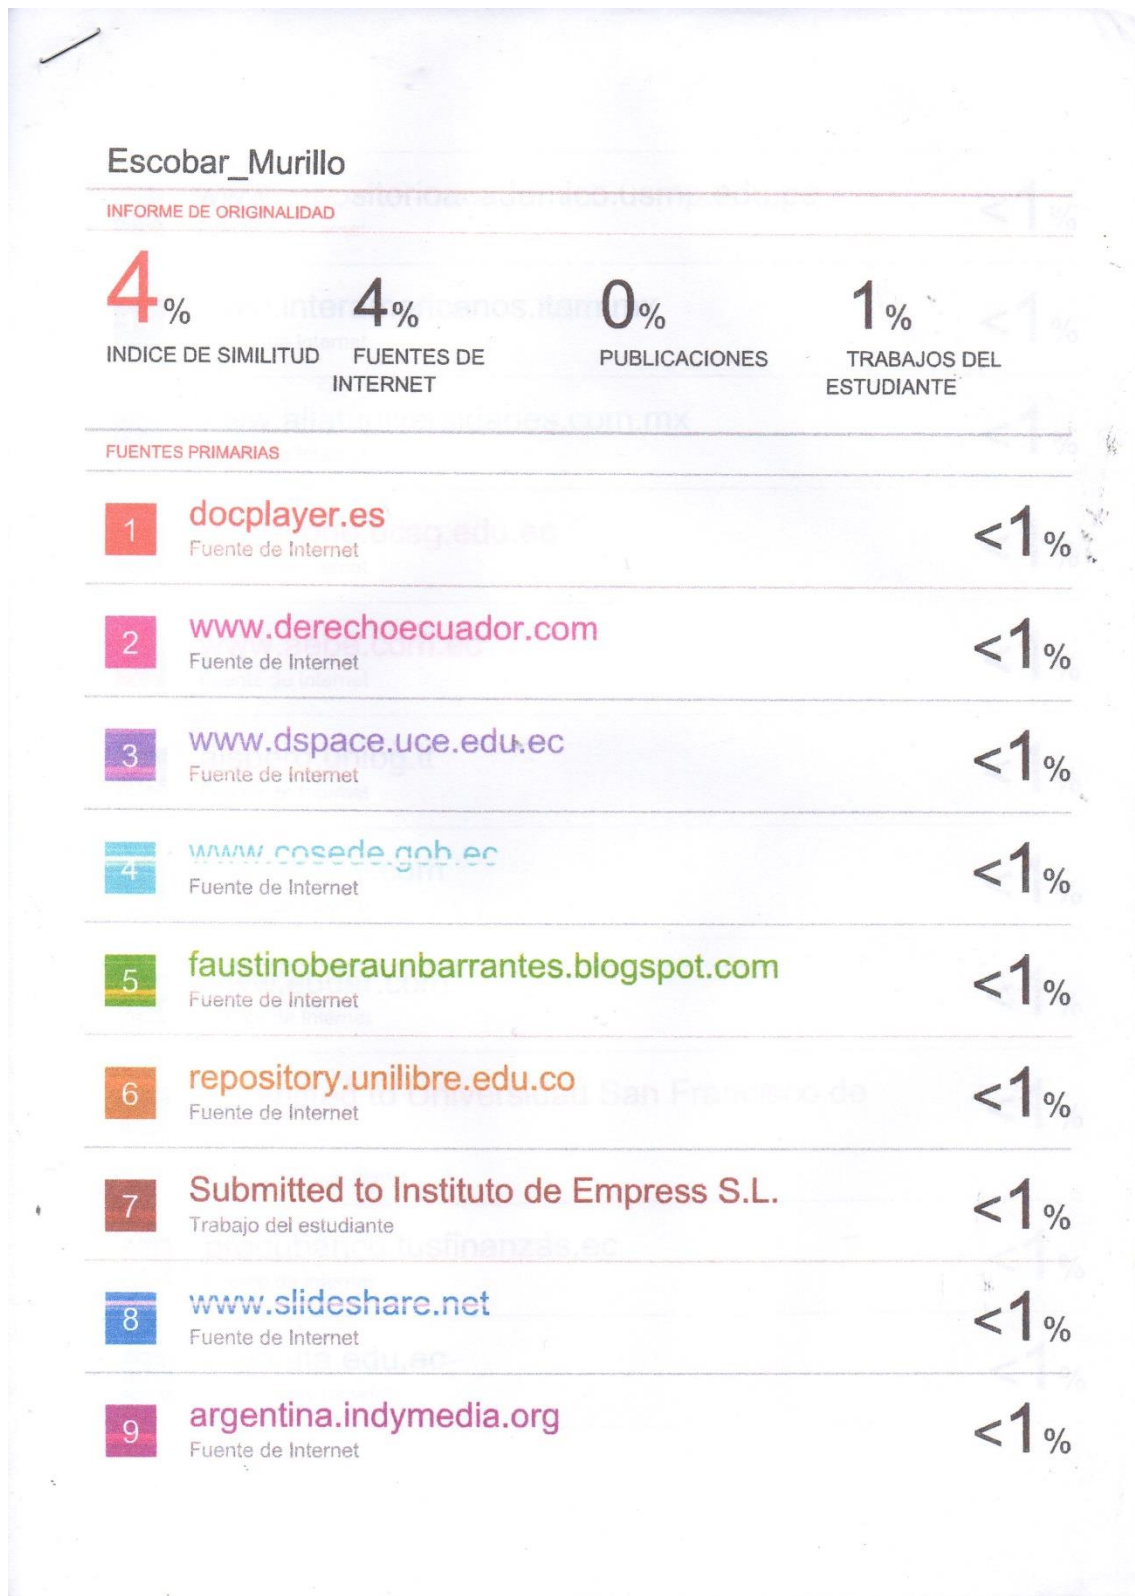 Escobar_Murillo
INFORME DE ORIGINALIDAD
4% 4% 0% 1%
INDICE DE SIMILITUD FUENTES DE INTERNET PUBLICACIONES TRABAJOS DEL ESTUDIANTE
FUENTES PRIMARIAS
1 docplayer.es <1%
Fuente de Internet
2 www.derechoecuador.com <1%
Fuente de Internet
3 www.dspace.uce.edu.ec <1%
Fuente de Internet
4 www.cosede.gob.ec <1%
Fuente de Internet
5 faustinoberaunbarrantes.blogspot.com <1%
Fuente de Internet
6 repository.unilibre.edu.co <1%
Fuente de Internet
7 Submitted to Instituto de Empress S.L. <1%
Trabajo del estudiante
8 www.slideshare.net <1%
Fuente de Internet
9 argentina.indymedia.org <1%
Fuente de Internet